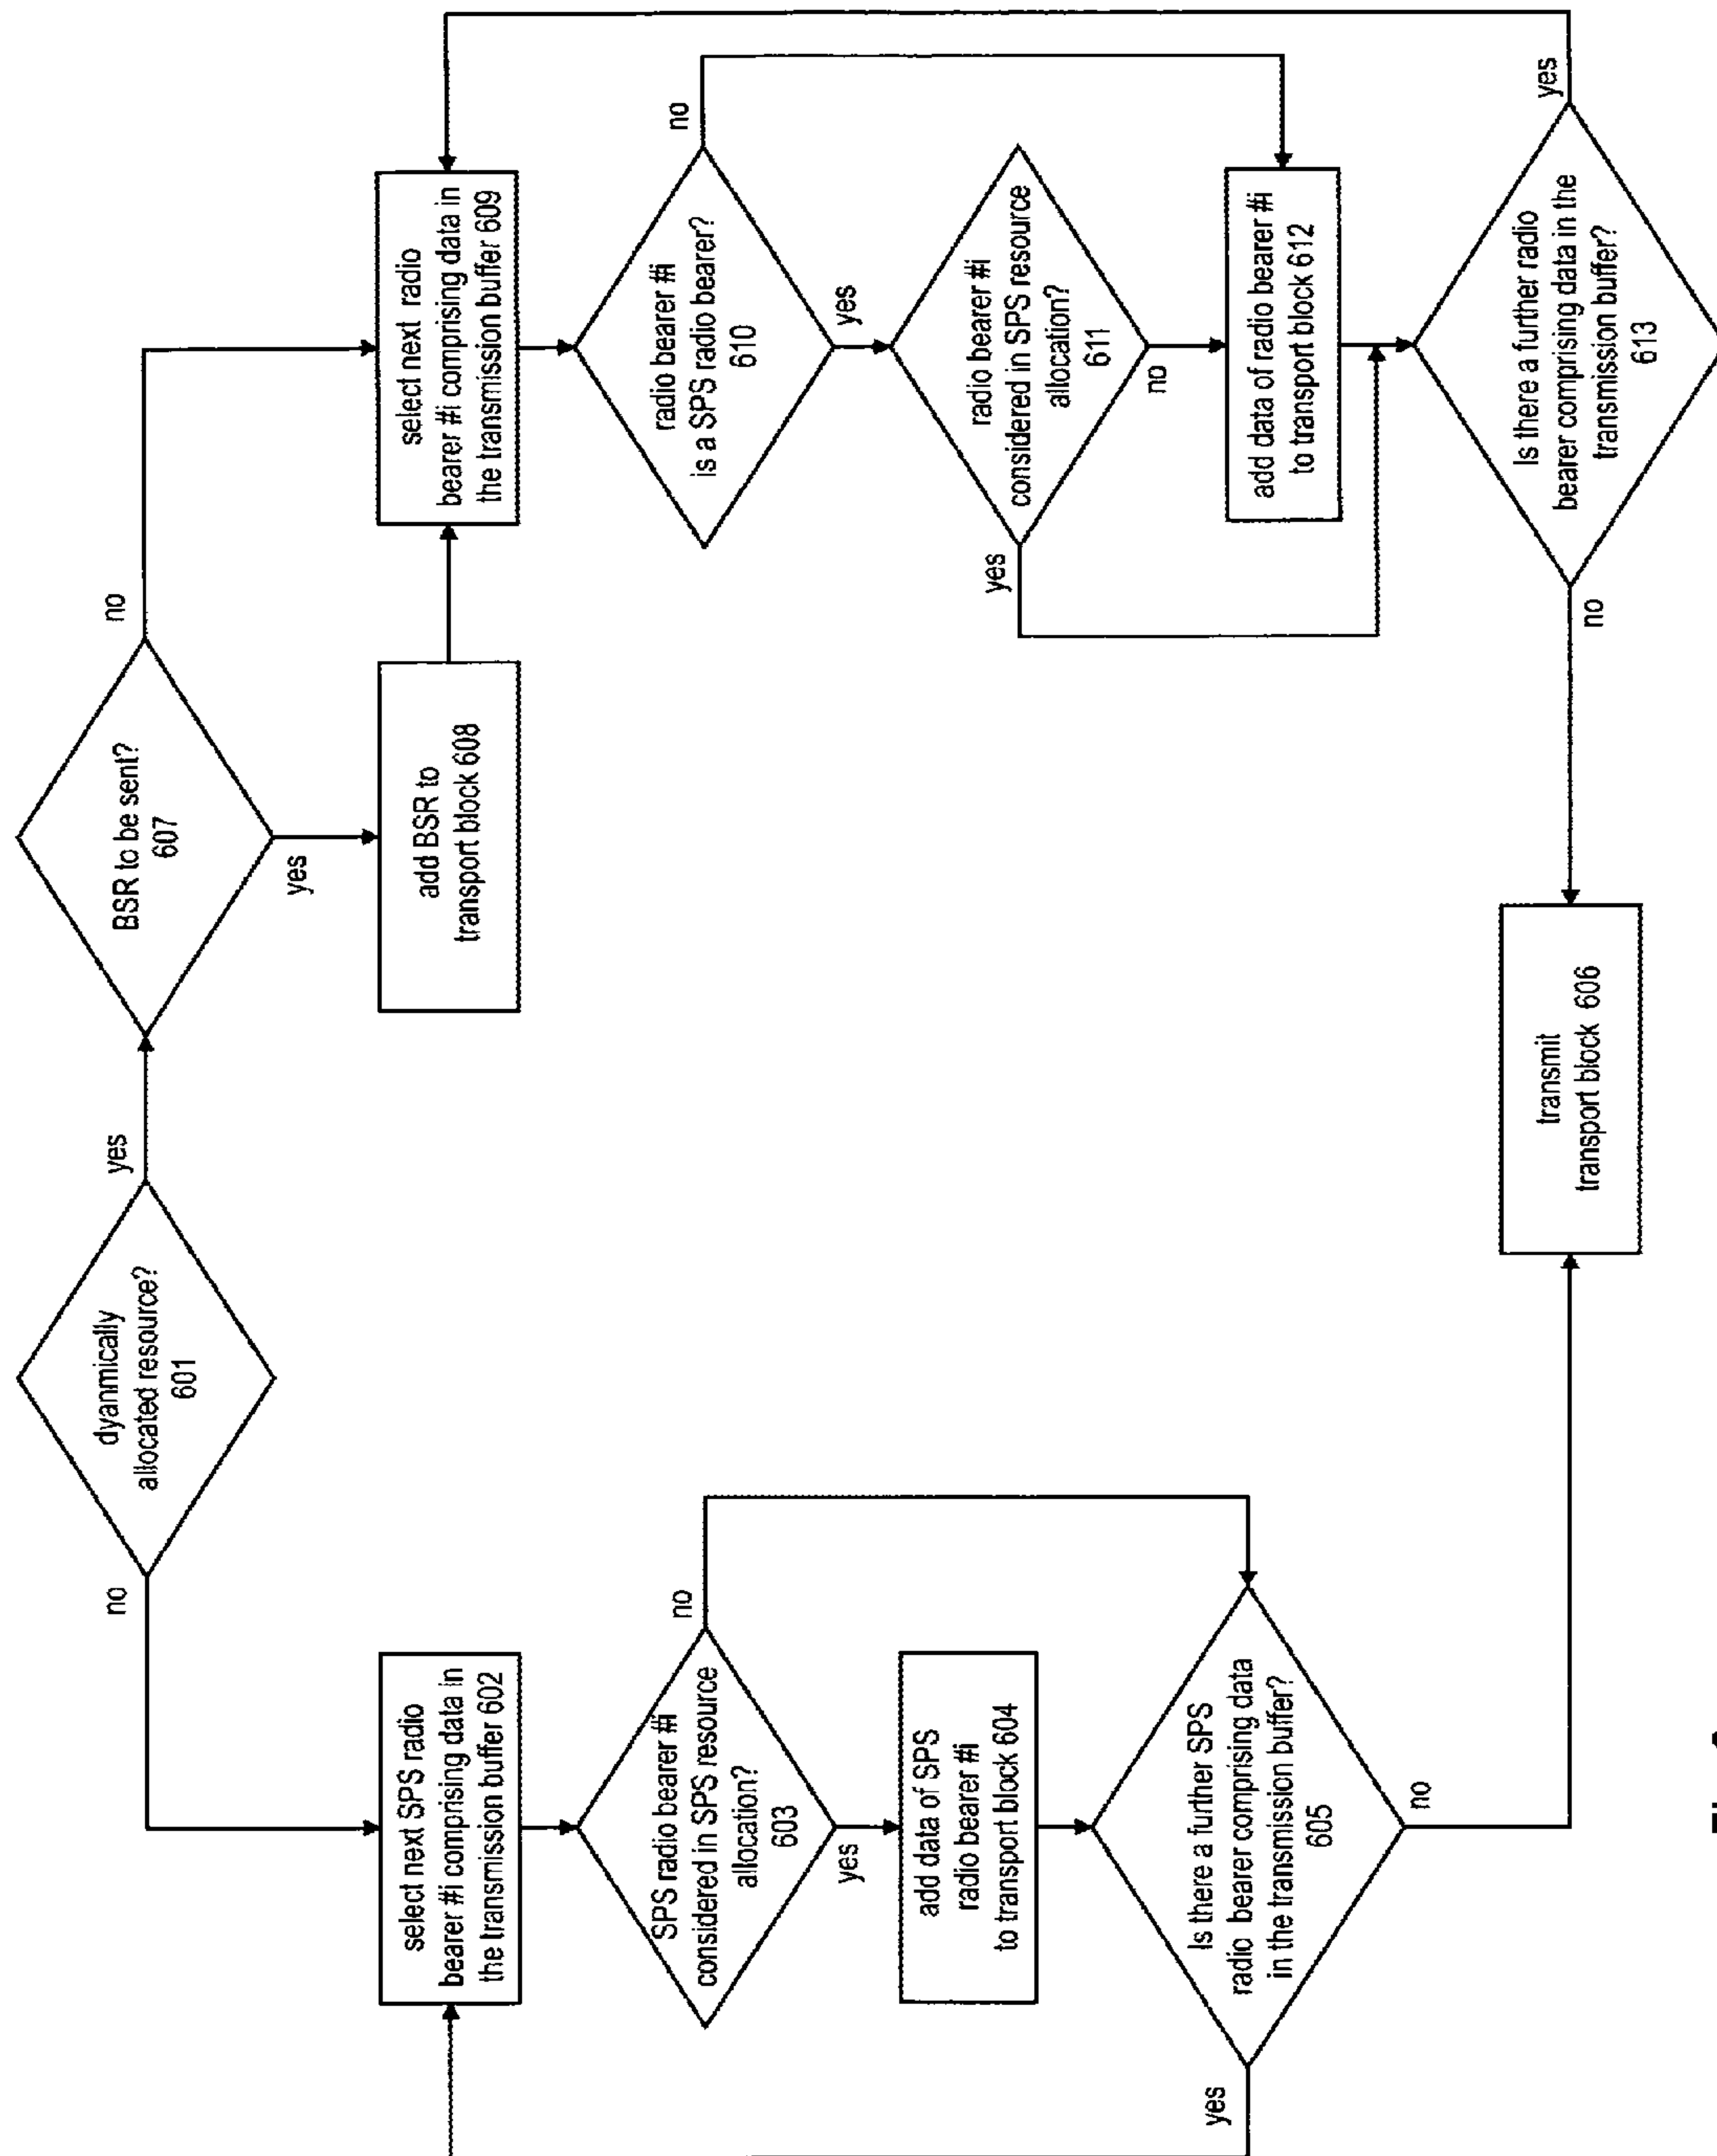 dyanmically
allocated resource?
601
no
yes
select next SPS radio
bearer #i comprising data in
the transmission buffer 602
SPS radio bearer #i
considered in SPS resource
allocation?
603
no
yes
add data of SPS
radio bearer #i
to transport block 604
Is there a further SPS
radio bearer comprising data
in the transmission buffer?
605
yes
no
transmit
transport block 606
BSR to be sent?
607
no
yes
add BSR to
transport block 608
select next radio
bearer #i comprising data in
the transmission buffer 609
radio bearer #i
is a SPS radio bearer?
610
no
yes
radio bearer #i
considered in SPS resource
allocation?
611
yes
no
add data of radio bearer #i
to transport block 612
Is there a further radio
bearer comprising data in the
transmission buffer?
613
yes
no